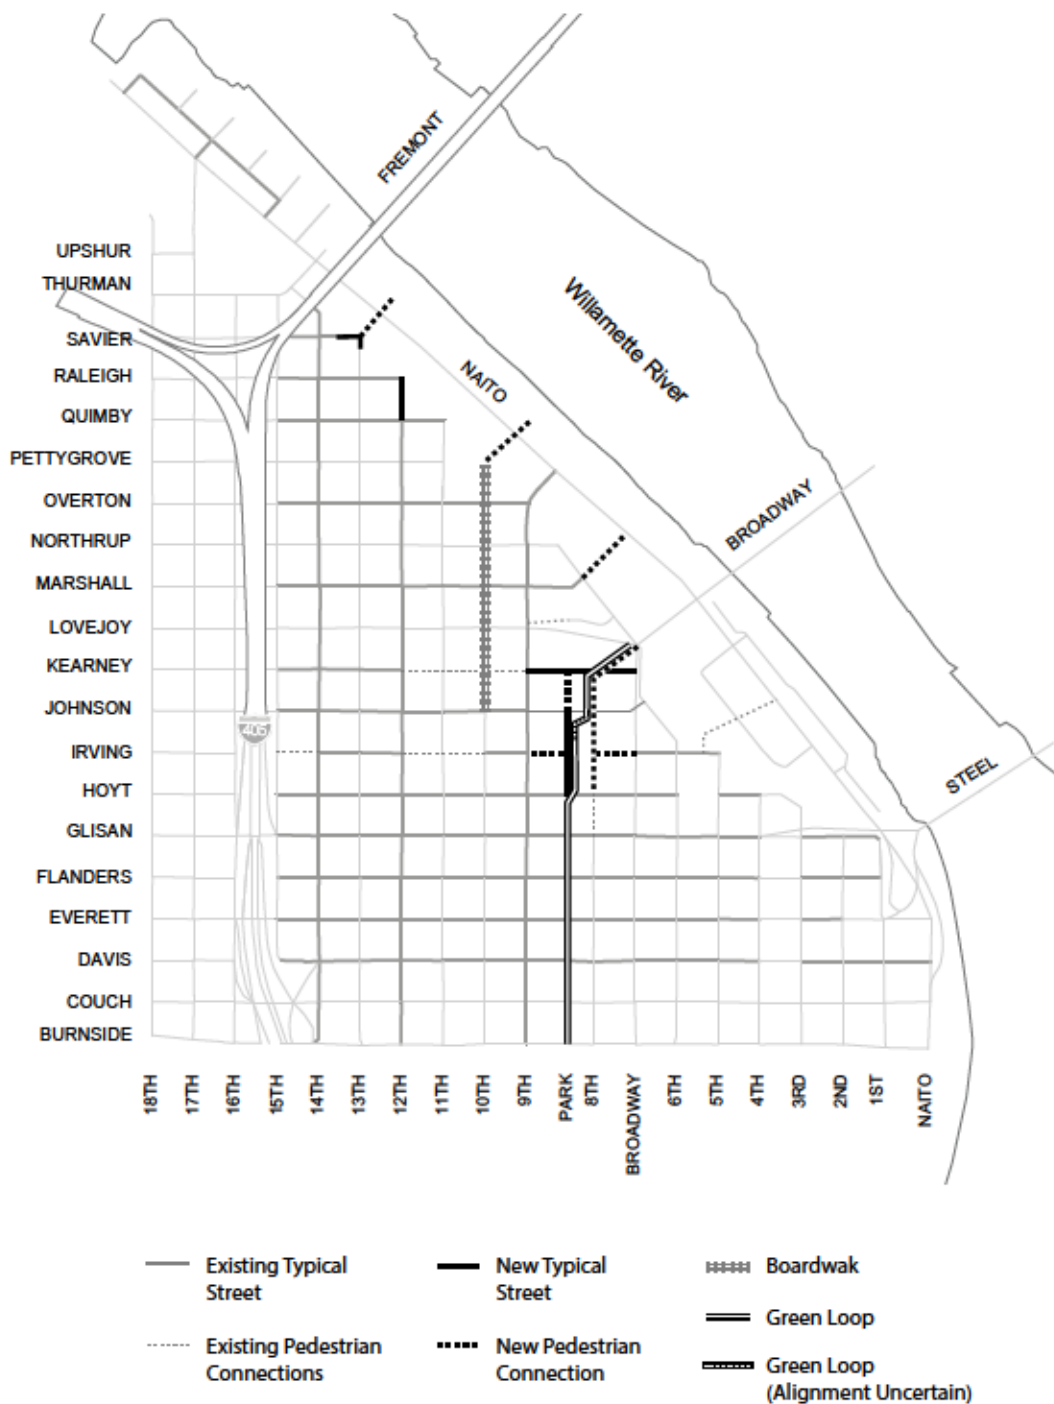 FREMONT
UPSHUR
THURMAN
SAVIER
RALEIGH
QUIMBY
PETTYGROVE
OVERTON
NORTHRUP
MARSHALL
LOVEJOY
KEARNEY
JOHNSON
IRVING
HOYT
GLISAN
FLANDERS
EVERETT
DAVIS
COUCH
BURNSIDE
Willamette River
NAITO
BROADWAY
STEEL
405
18TH
17TH
16TH
15TH
14TH
13TH
12TH
11TH
10TH
9TH
PARK
8TH
BROADWAY
6TH
5TH
4TH
3RD
2ND
1ST
NAITO
Existing Typical
Street
Existing Pedestrian
Connections
New Typical
Street
New Pedestrian
Connection
Boardwak
Green Loop
Green Loop
(Alignment Uncertain)